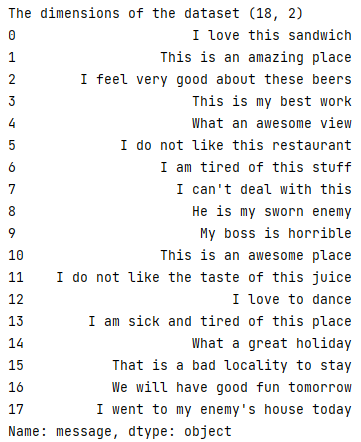 The dimensions of the dataset (18, 2)
0 I love this sandwich
1 This is an amazing place
2 I feel very good about these beers
3 This is my best work
4 What an awesome view
5 I do not like this restaurant
6 I am tired of this stuff
7 I can't deal with this
8 He is my sworn enemy
9 My boss is horrible
10 This is an awesome place
11 I do not like the taste of this juice
12 I love to dance
13 I am sick and tired of this place
14 What a great holiday
15 That is a bad locality to stay
16 We will have good fun tomorrow
17 I went to my enemy's house today
Name: message, dtype: object